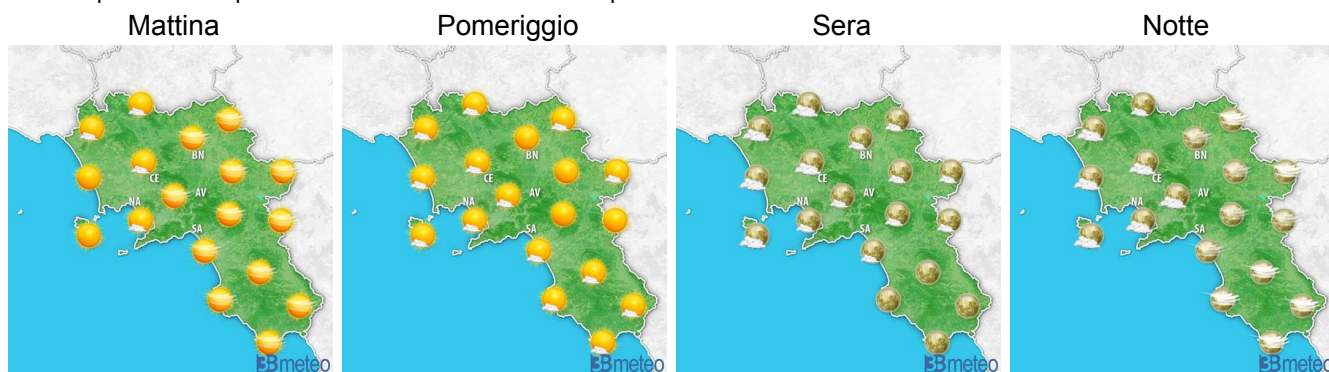 Mattina Pomeriggio Sera Notte
BN BN BN BN
CE CE CE CE
AV AV AV AV
NA NA NA NA
SA SA SA SA
3Bmeteo 3Bmeteo 3Bmeteo 3Bmeteo